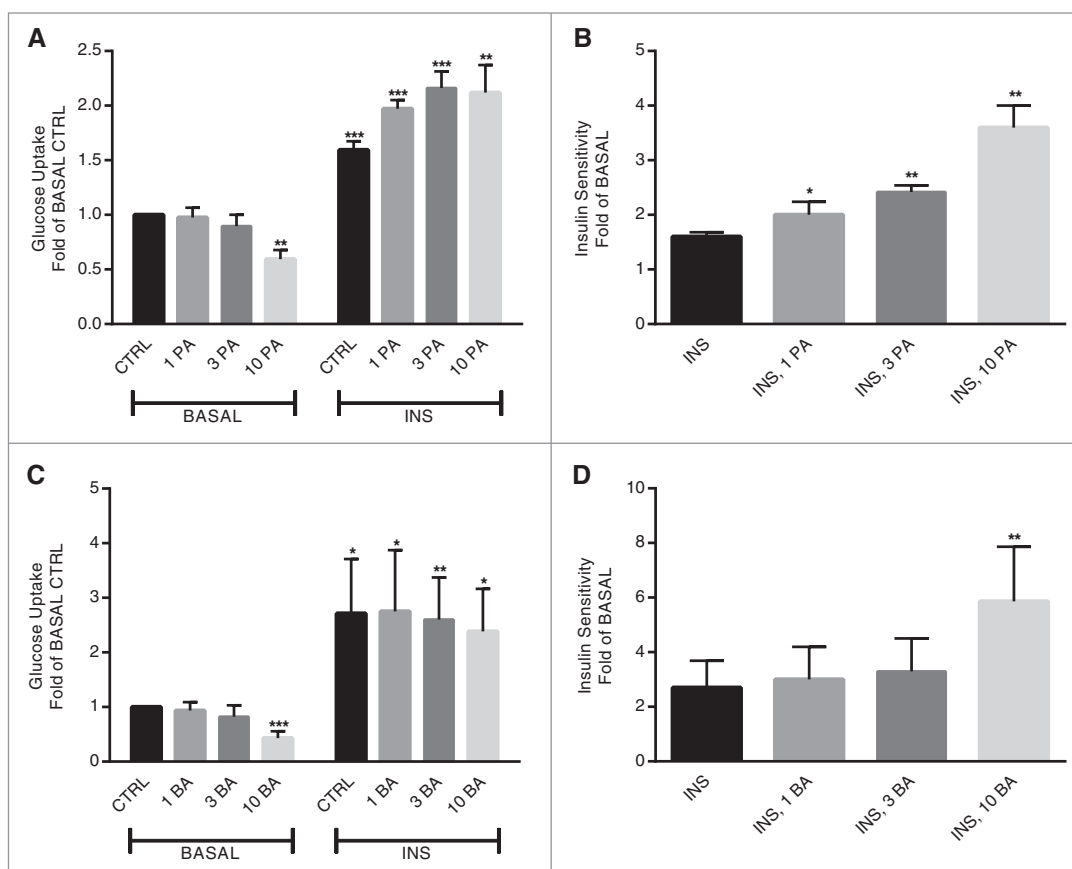 A
Glucose Uptake
Fold of BASAL CTRL
2.5
2.0
1.5
1.0
0.5
0.0
**
***
***
***
**
CTRL
1 PA
3 PA
10 PA
CTRL
1 PA
3 PA
10 PA
BASAL
INS
B
Insulin Sensitivity
Fold of BASAL
5
4
3
2
1
0
*
**
**
INS
INS, 1 PA
INS, 3 PA
INS, 10 PA
C
Glucose Uptake
Fold of BASAL CTRL
5
4
3
2
1
0
***
*
*
**
*
CTRL
1 BA
3 BA
10 BA
CTRL
1 BA
3 BA
10 BA
BASAL
INS
D
Insulin Sensitivity
Fold of BASAL
10
8
6
4
2
0
**
INS
INS, 1 BA
INS, 3 BA
INS, 10 BA